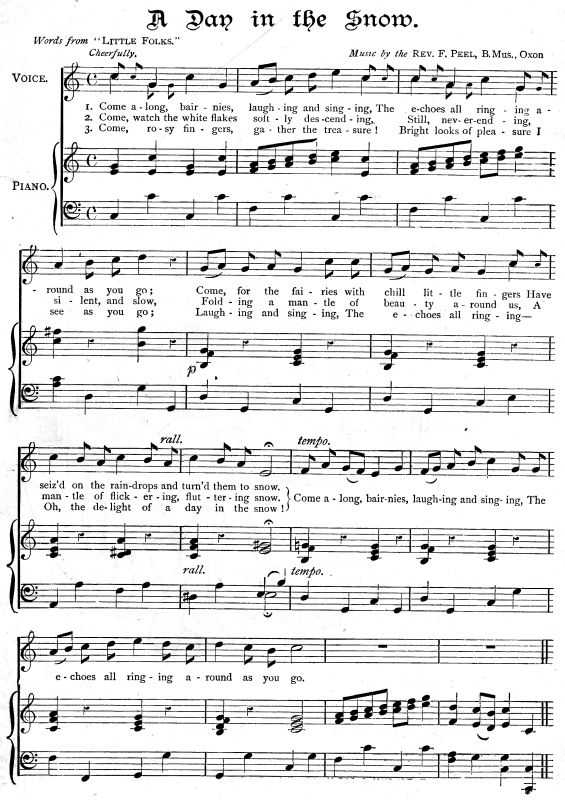 A Day in the Snow.
Words from "LITTLE FOLKS."
Cheerfully.
Music by the REV. F. PEEL, B.MUS., OXON
VOICE.
1. Come a - long, bair - nies, laugh - ing and sing - ing, The e - choes all ring - ing a -
2. Come, watch the white flakes soft - ly des - cend - ing, Still, nev - er - end - ing,
3. Come, ro - sy fin - gers, ga - ther the trea - sure! Bright looks of plea - sure I
PIANO.
- round as you go; Come, for the fai - ries with chill lit - tle fin - gers Have
si - lent, and slow, Fold - ing a man - tle of beau - ty a - round us, A
see as you go; Laugh - ing and sing - ing, The e - choes all ring - ing—
p
rall. tempo.
seiz'd on the rain - drops and turn'd them to snow.
man - tle of flick - er - ing, flut - ter - ing snow. Come a - long, bair - nies, laugh - ing and sing - ing, The
Oh, the de - light of a day in the snow!
rall. tempo.
e - choes all ring - ing a - round as you go.